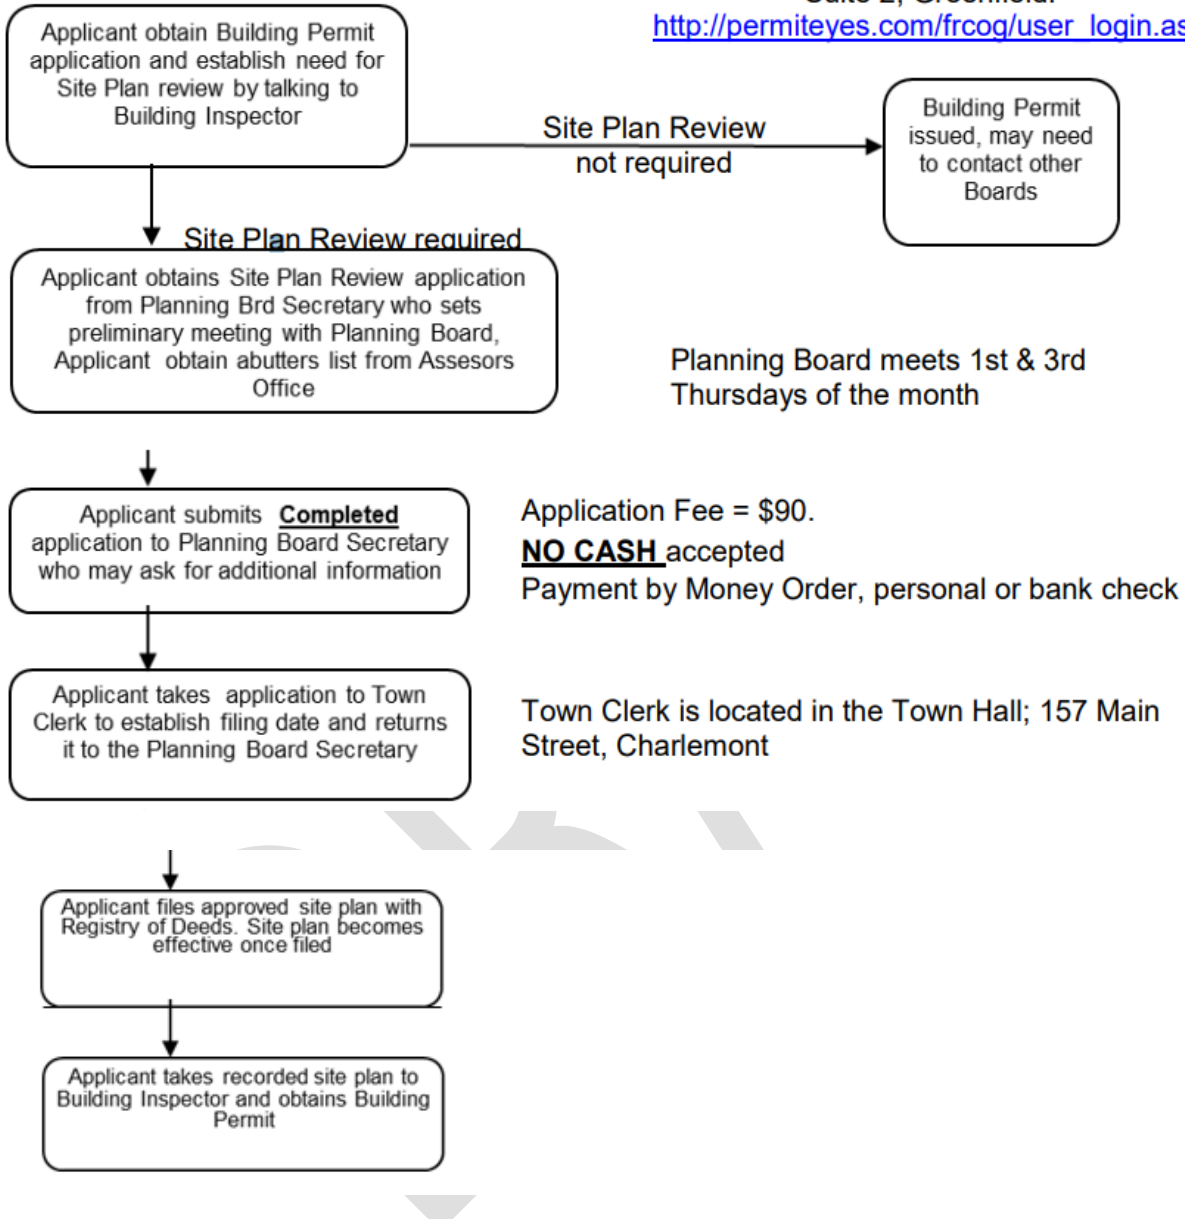 Suite 2, Greenfield.
http://permiteyes.com/frcog/user_login.as
Applicant obtain Building Permit
application and establish need for
Site Plan review by talking to
Building Inspector
Site Plan Review
not required
Building Permit
issued, may need
to contact other
Boards
Site Plan Review required
Applicant obtains Site Plan Review application
from Planning Brd Secretary who sets
preliminary meeting with Planning Board,
Applicant obtain abutters list from Assesors
Office
Planning Board meets 1st & 3rd
Thursdays of the month
Applicant submits Completed
application to Planning Board Secretary
who may ask for additional information
Application Fee = $90.
NO CASH accepted
Payment by Money Order, personal or bank check
Applicant takes application to Town
Clerk to establish filing date and returns
it to the Planning Board Secretary
Town Clerk is located in the Town Hall; 157 Main
Street, Charlemont
Applicant files approved site plan with
Registry of Deeds. Site plan becomes
effective once filed
Applicant takes recorded site plan to
Building Inspector and obtains Building
Permit